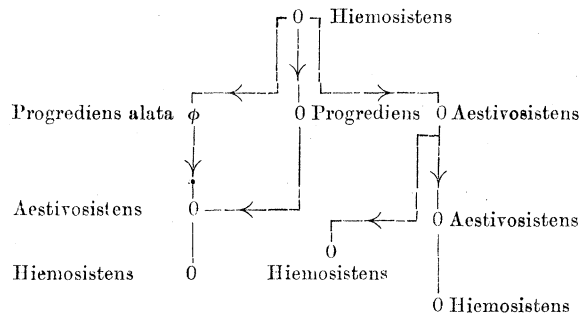 0 Hiemosistens
Progrediens alata φ 0 Progrediens 0 Aestivosistens
Aestivosistens 0 0 Aestivosistens
0
Hiemosistens 0 Hiemosistens
0 Hiemosistens